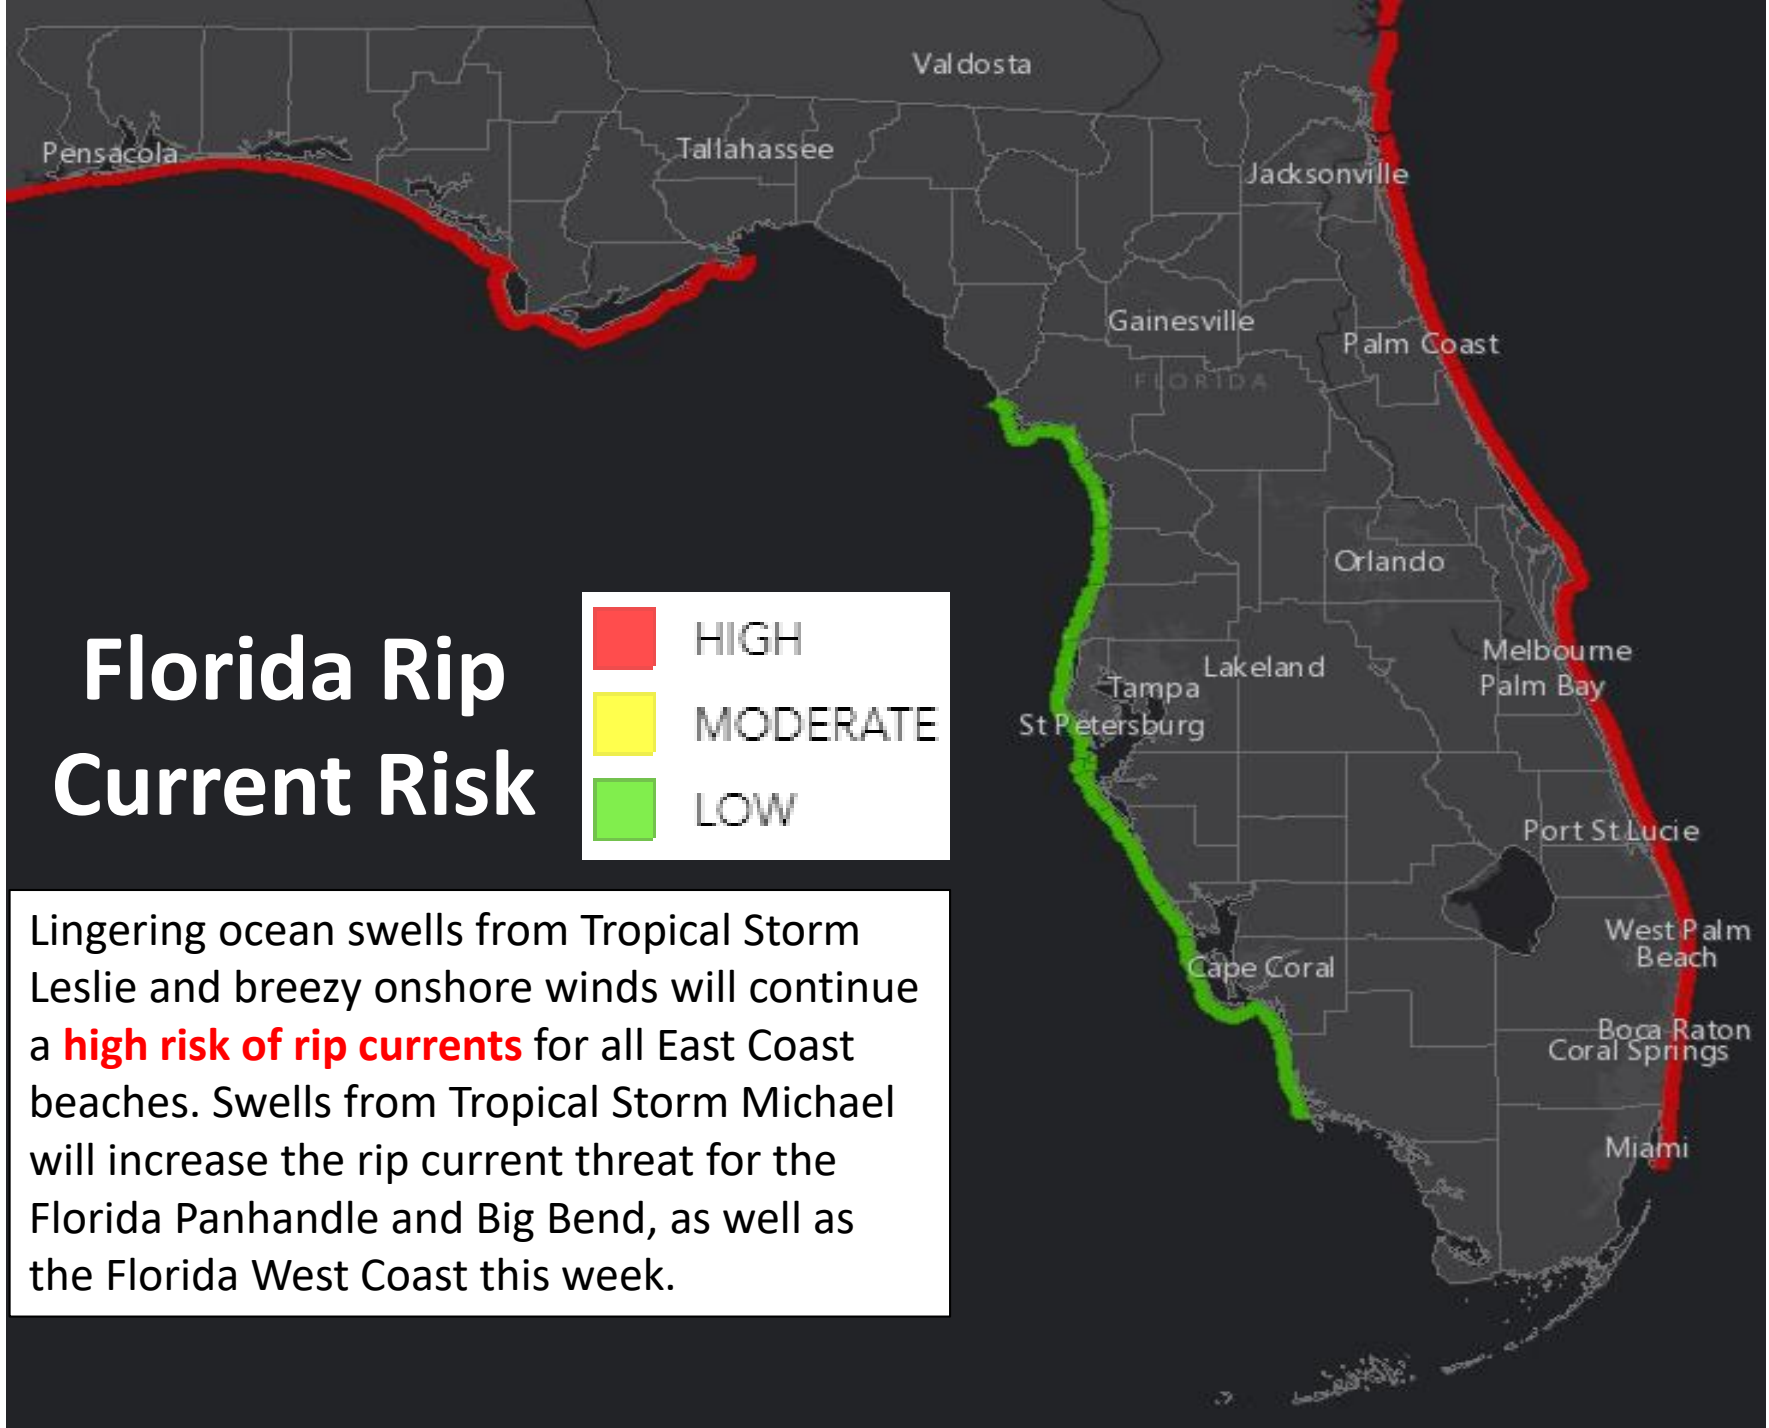 Valdosta
Pensacola
Tallahassee
Jacksonville
Gainesville
Palm Coast
FLORIDA
Orlando
Melbourne
Palm Bay
Lakeland
Tampa
St Petersburg
Port St Lucie
West Palm
Beach
Cape Coral
Boca Raton
Coral Springs
Miami
Florida Rip
Current Risk
HIGH
MODERATE
LOW
Lingering ocean swells from Tropical Storm
Leslie and breezy onshore winds will continue
a high risk of rip currents for all East Coast
beaches. Swells from Tropical Storm Michael
will increase the rip current threat for the
Florida Panhandle and Big Bend, as well as
the Florida West Coast this week.